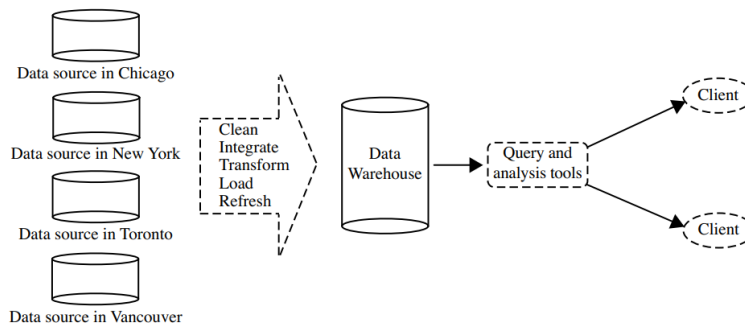 Data source in Chicago
Data source in New York
Data source in Toronto
Data source in Vancouver
Clean
Integrate
Transform
Load
Refresh
Data
Warehouse
Query and
analysis tools
Client
Client